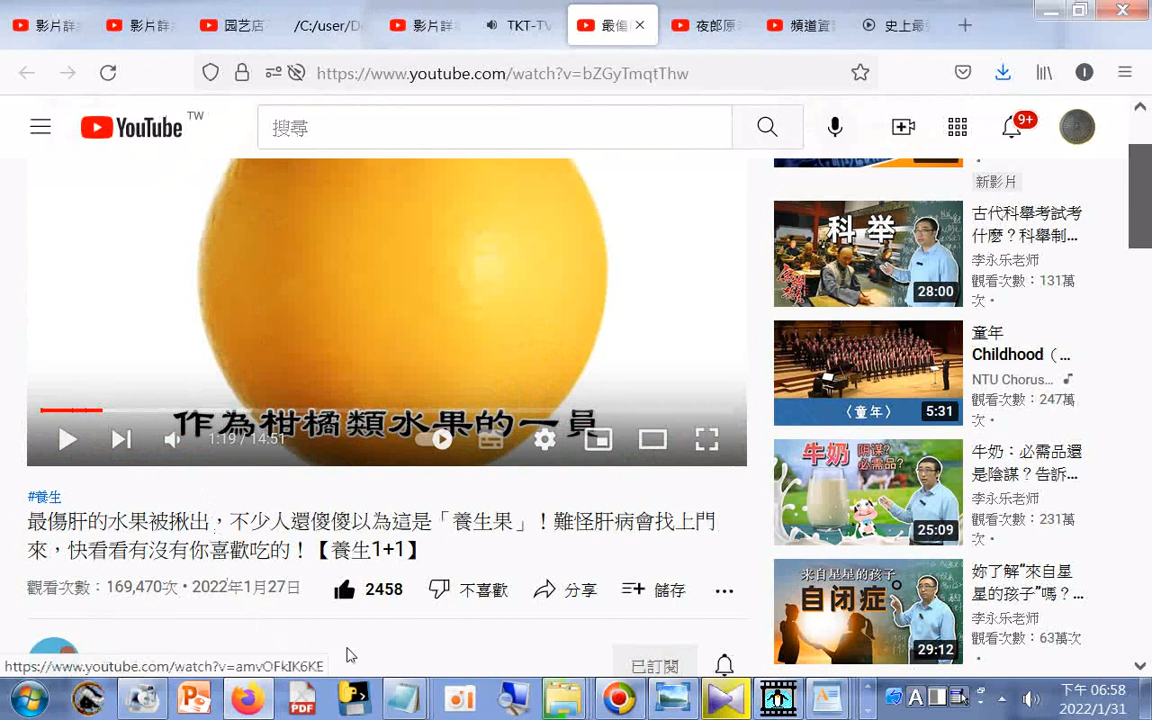 影片詳
影片詳
园艺店
/C:/user/De
影片詳
TKT-TV
最傷
夜郎原
頻道資
史上最
https://www.youtube.com/watch?v=bZGyTmqtThw
YouTube TW
搜尋
9+
作為柑橘類水果的一員
1:19 / 14:51
#養生
最傷肝的水果被揪出，不少人還傻傻以為這是「養生果」！難怪肝病會找上門
來，快看看有沒有你喜歡吃的！【養生1+1】
觀看次數：169,470次 • 2022年1月27日
2458
不喜歡
分享
儲存
已訂閱
新影片
科举
28:00
古代科舉考試考
什麼？科舉制...
李永乐老师
觀看次數：131萬
次 •
〈童年〉
5:31
童年
Childhood（...
NTU Chorus...
觀看次數：247萬
次 •
牛奶
阴谋?
必需品?
25:09
牛奶：必需品還
是陰謀？告訴...
李永乐老师
觀看次數：231萬
次 •
来自星星的孩子
自闭症
29:12
妳了解“來自星
星的孩子”嗎？...
李永乐老师
觀看次數：63萬次
•
https://www.youtube.com/watch?v=amvOFkIK6KE
PDF
A
下午 06:58
2022/1/31